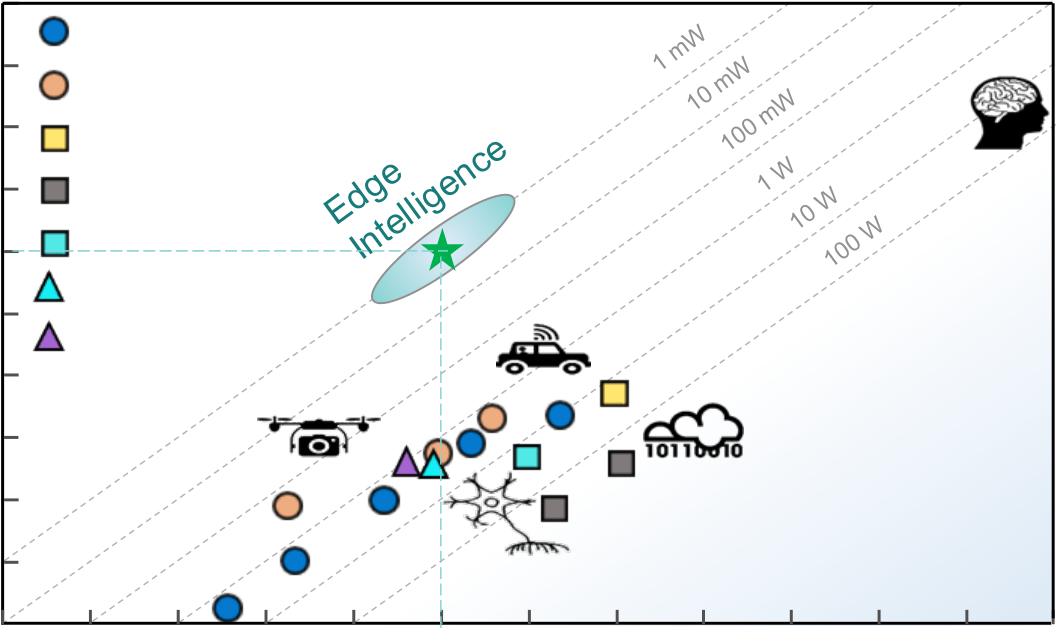 1 mW
10 mW
100 mW
1 W
10 W
100 W
Edge
Intelligence
10110010